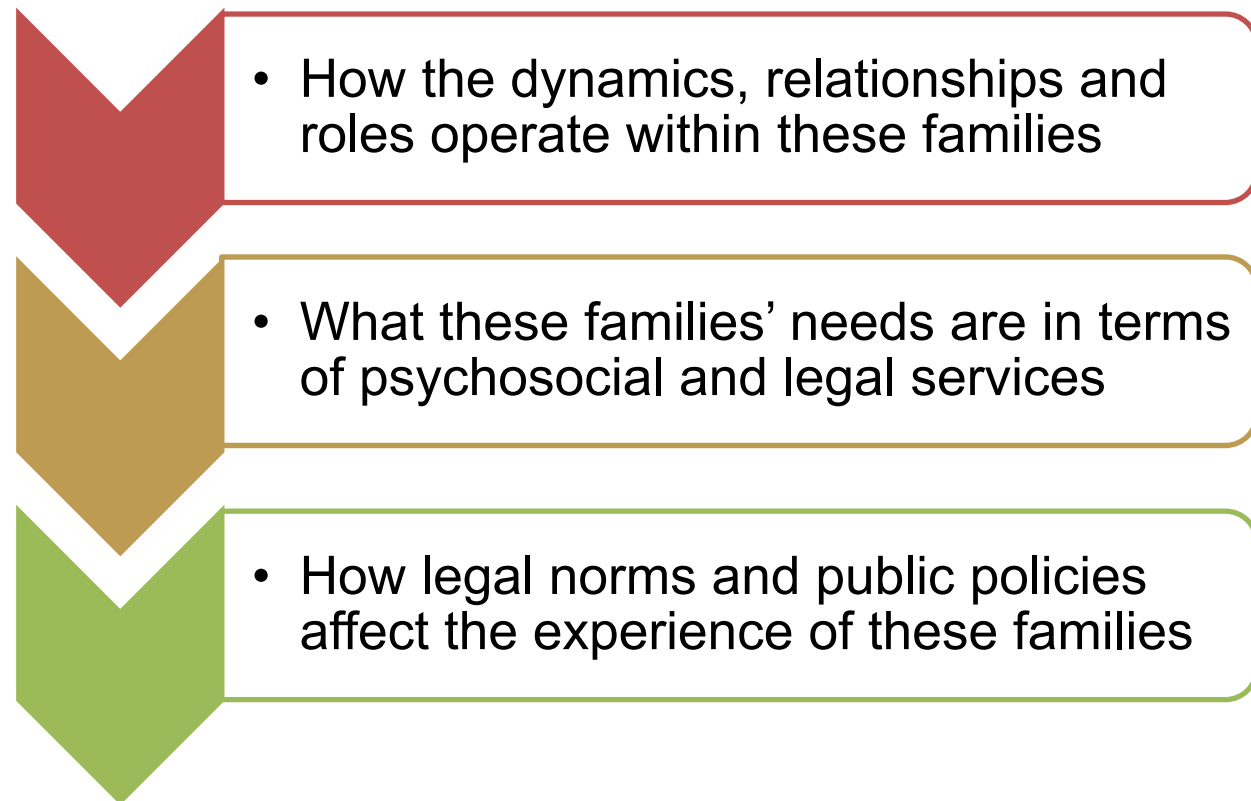 • How the dynamics, relationships and
roles operate within these families
• What these families’ needs are in terms
of psychosocial and legal services
• How legal norms and public policies
affect the experience of these families